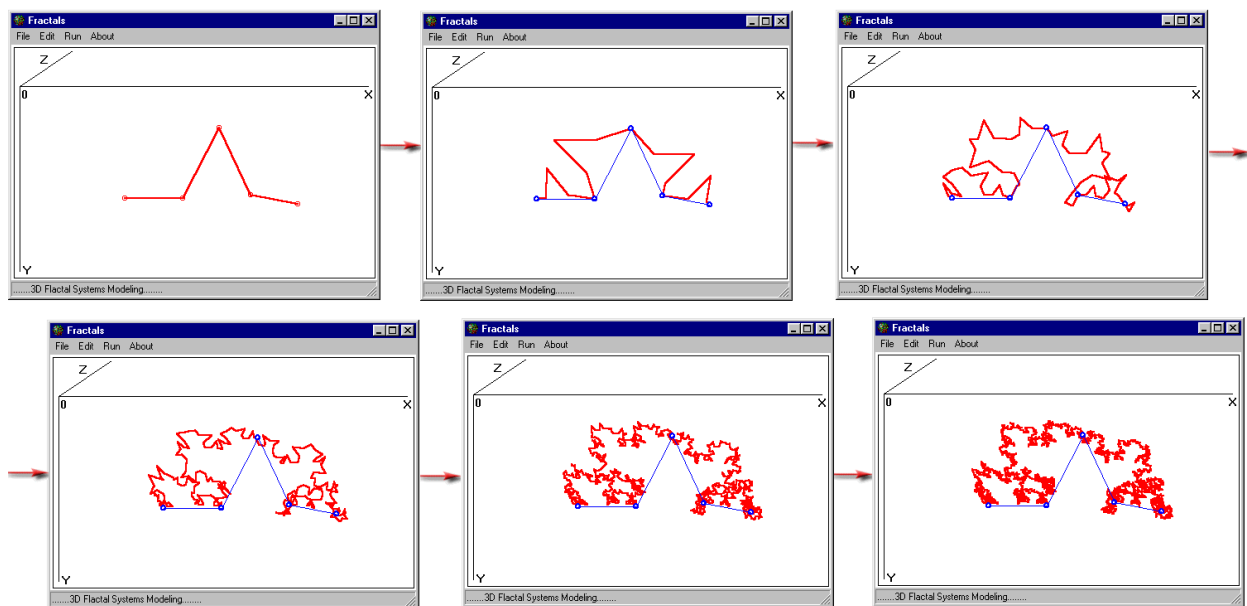 Fractals
File Edit Run About
Z
0 X
Y
.......3D Flactal Systems Modeling........
Fractals
File Edit Run About
Z
0 X
Y
.......3D Flactal Systems Modeling........
Fractals
File Edit Run About
Z
0 X
Y
.......3D Flactal Systems Modeling........
Fractals
File Edit Run About
Z
0 X
Y
.......3D Flactal Systems Modeling........
Fractals
File Edit Run About
Z
0 X
Y
.......3D Flactal Systems Modeling........
Fractals
File Edit Run About
Z
0 X
Y
.......3D Flactal Systems Modeling........